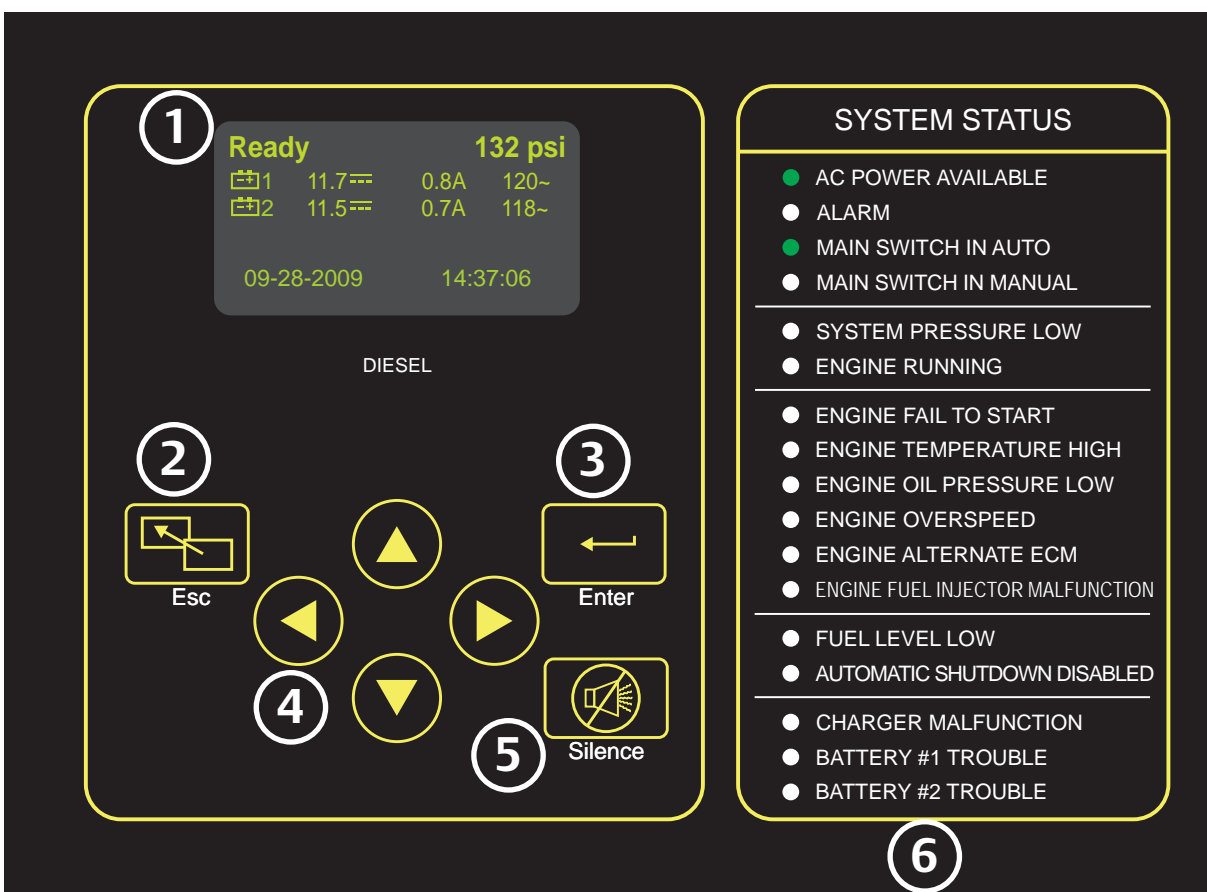 1
Ready 132 psi
1 11.7 0.8A 120~
2 11.5 0.7A 118~
09-28-2009 14:37:06
DIESEL
2
Esc
3
Enter
4
5
Silence
SYSTEM STATUS
AC POWER AVAILABLE
ALARM
MAIN SWITCH IN AUTO
MAIN SWITCH IN MANUAL
SYSTEM PRESSURE LOW
ENGINE RUNNING
ENGINE FAIL TO START
ENGINE TEMPERATURE HIGH
ENGINE OIL PRESSURE LOW
ENGINE OVERSPEED
ENGINE ALTERNATE ECM
ENGINE FUEL INJECTOR MALFUNCTION
FUEL LEVEL LOW
AUTOMATIC SHUTDOWN DISABLED
CHARGER MALFUNCTION
BATTERY #1 TROUBLE
BATTERY #2 TROUBLE
6